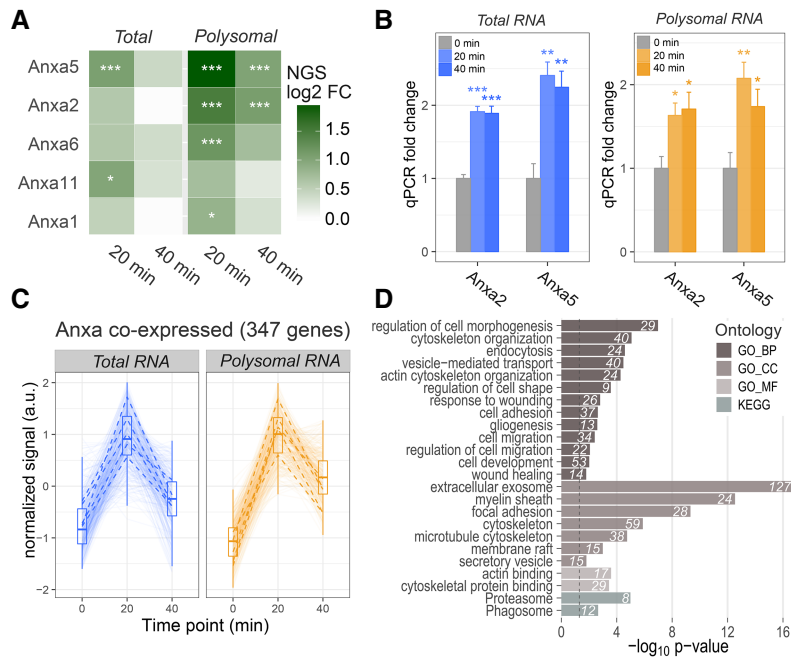 A
Total
Polysomal
Anxa5
***
***
***
Anxa2
***
***
Anxa6
***
Anxa11
*
Anxa1
*
20 min
40 min
20 min
40 min
NGS
log2 FC
1.5
1.0
0.5
0.0
B
Total RNA
Polysomal RNA
qPCR fold change
2
1
0
0 min
20 min
40 min
***
***
**
**
Anxa2
Anxa5
qPCR fold change
2
1
0
0 min
20 min
40 min
*
*
**
*
Anxa2
Anxa5
C
Anxa co-expressed (347 genes)
Total RNA
Polysomal RNA
normalized signal (a.u.)
2
1
0
−1
−2
0
20
40
0
20
40
Time point (min)
D
regulation of cell morphogenesis 29
cytoskeleton organization 40
endocytosis 24
vesicle−mediated transport 40
actin cytoskeleton organization 24
regulation of cell shape 9
response to wounding 26
cell adhesion 37
gliogenesis 13
cell migration 34
regulation of cell migration 22
cell development 53
wound healing 14
extracellular exosome 127
myelin sheath 24
focal adhesion 28
cytoskeleton 59
microtubule cytoskeleton 38
membrane raft 15
secretory vesicle 15
actin binding 17
cytoskeletal protein binding 29
Proteasome 8
Phagosome 12
0
4
8
12
16
−log10 p−value
Ontology
GO_BP
GO_CC
GO_MF
KEGG